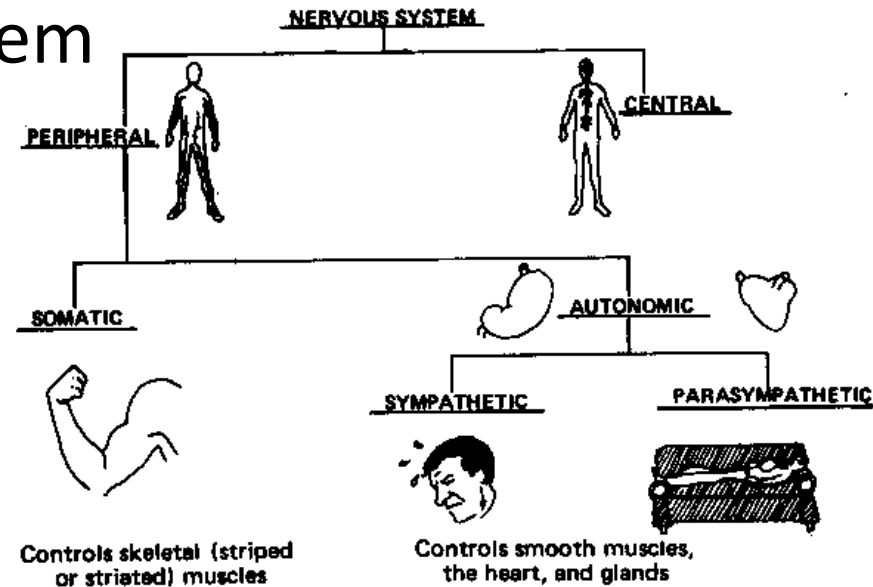 NERVOUS SYSTEM
CENTRAL
PERIPHERAL
SOMATIC
AUTONOMIC
SYMPATHETIC
PARASYMPATHETIC
Controls skeletal (striped
or striated) muscles
Controls smooth muscles,
the heart, and glands